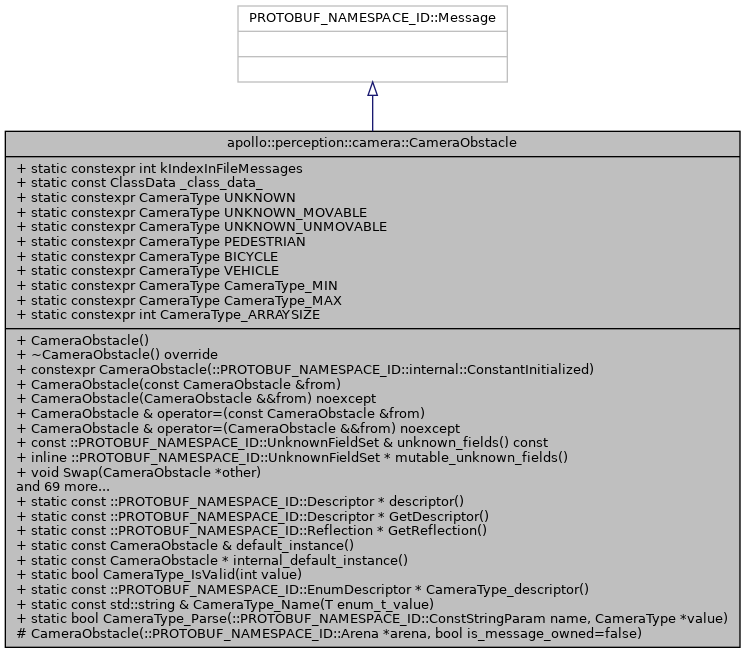 PROTOBUF_NAMESPACE_ID::Message
apollo::perception::camera::CameraObstacle
+ static constexpr int kIndexInFileMessages
+ static const ClassData _class_data_
+ static constexpr CameraType UNKNOWN
+ static constexpr CameraType UNKNOWN_MOVABLE
+ static constexpr CameraType UNKNOWN_UNMOVABLE
+ static constexpr CameraType PEDESTRIAN
+ static constexpr CameraType BICYCLE
+ static constexpr CameraType VEHICLE
+ static constexpr CameraType CameraType_MIN
+ static constexpr CameraType CameraType_MAX
+ static constexpr int CameraType_ARRAYSIZE
+ CameraObstacle()
+ ~CameraObstacle() override
+ constexpr CameraObstacle(::PROTOBUF_NAMESPACE_ID::internal::ConstantInitialized)
+ CameraObstacle(const CameraObstacle &from)
+ CameraObstacle(CameraObstacle &&from) noexcept
+ CameraObstacle & operator=(const CameraObstacle &from)
+ CameraObstacle & operator=(CameraObstacle &&from) noexcept
+ const ::PROTOBUF_NAMESPACE_ID::UnknownFieldSet & unknown_fields() const
+ inline ::PROTOBUF_NAMESPACE_ID::UnknownFieldSet * mutable_unknown_fields()
+ void Swap(CameraObstacle *other)
and 69 more...
+ static const ::PROTOBUF_NAMESPACE_ID::Descriptor * descriptor()
+ static const ::PROTOBUF_NAMESPACE_ID::Descriptor * GetDescriptor()
+ static const ::PROTOBUF_NAMESPACE_ID::Reflection * GetReflection()
+ static const CameraObstacle & default_instance()
+ static const CameraObstacle * internal_default_instance()
+ static bool CameraType_IsValid(int value)
+ static const ::PROTOBUF_NAMESPACE_ID::EnumDescriptor * CameraType_descriptor()
+ static const std::string & CameraType_Name(T enum_t_value)
+ static bool CameraType_Parse(::PROTOBUF_NAMESPACE_ID::ConstStringParam name, CameraType *value)
# CameraObstacle(::PROTOBUF_NAMESPACE_ID::Arena *arena, bool is_message_owned=false)